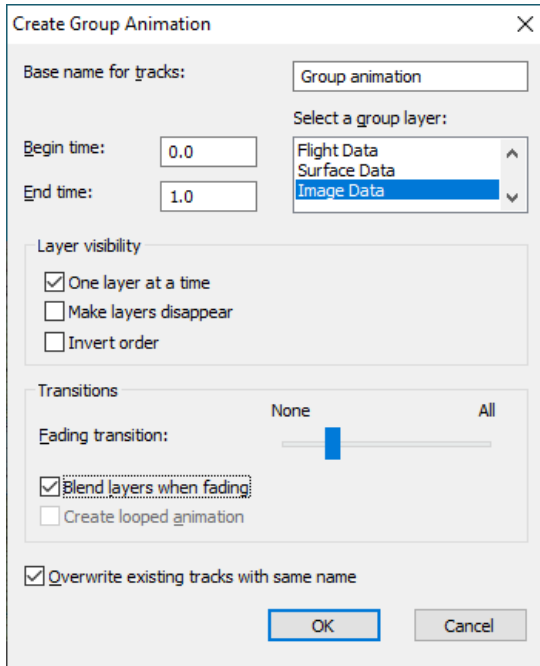 Create Group Animation
Base name for tracks:
Group animation
Select a group layer:
Begin time:
0.0
Flight Data
Surface Data
Image Data
End time:
1.0
Layer visibility
One layer at a time
Make layers disappear
Invert order
Transitions
None All
Fading transition:
Blend layers when fading
Create looped animation
Overwrite existing tracks with same name
OK Cancel